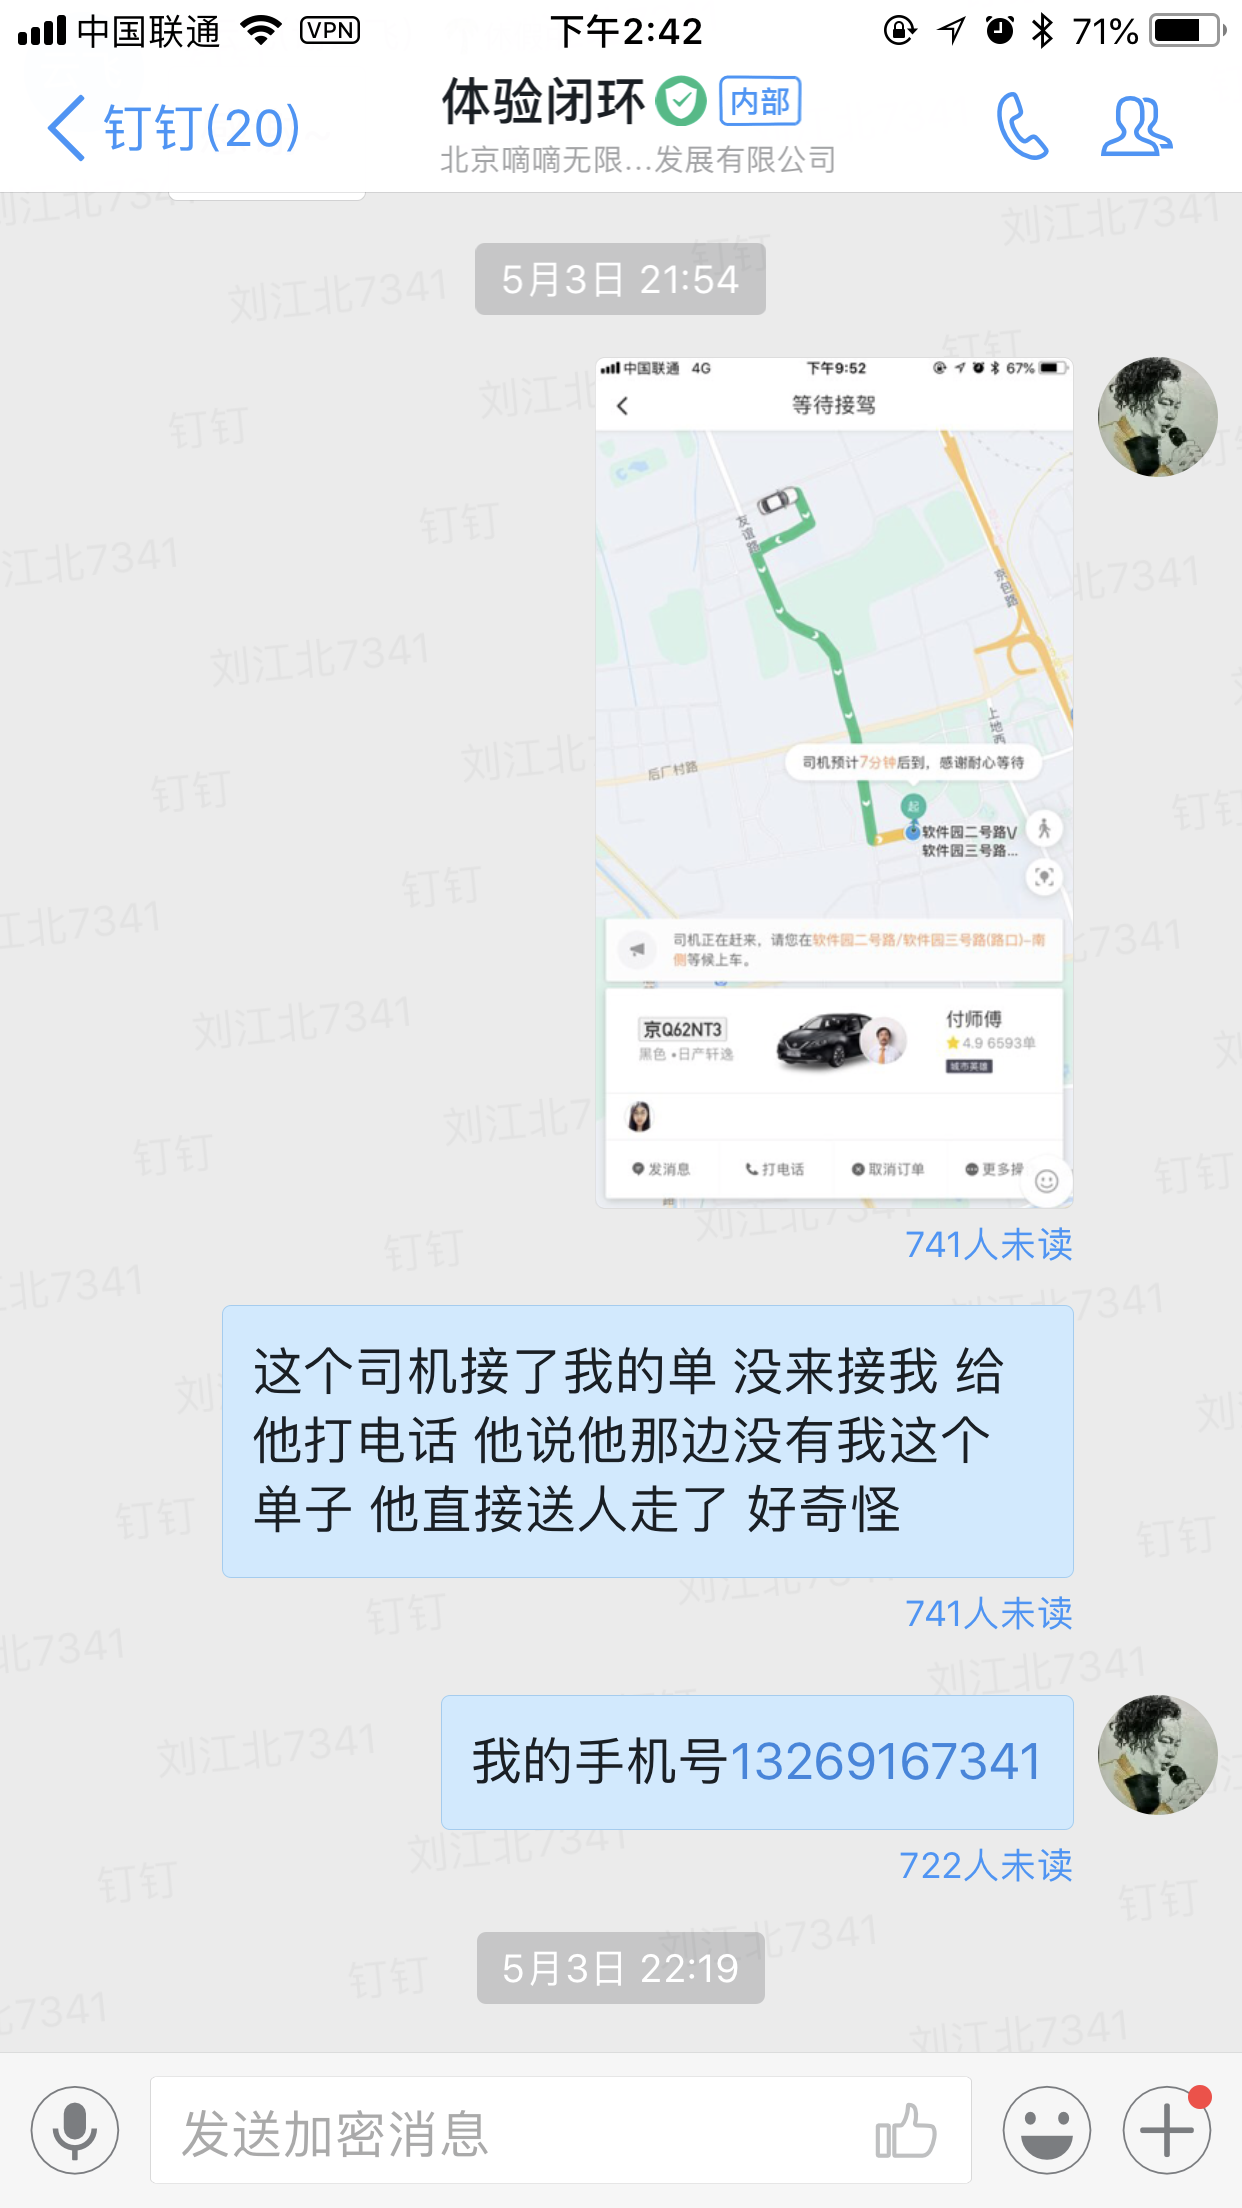 中国联通 VPN 下午2:42 71%
钉钉(20) 体验闭环 内部
北京嘀嘀无限...发展有限公司
5月3日 21:54
中国联通 4G 下午9:52 67%
等待接驾
友谊路
京包路
上地西
后厂村路
司机预计7分钟后到，感谢耐心等待
起
软件园二号路\/
软件园三号路...
司机正在赶来，请您在软件园二号路/软件园三号路(路口)-南
侧等候上车。
京Q62NT3
黑色•日产轩逸
付师傅
4.9 6593单
城市英雄
发消息 打电话 取消订单 更多操
741人未读
这个司机接了我的单 没来接我 给
他打电话 他说他那边没有我这个
单子 他直接送人走了 好奇怪
741人未读
我的手机号13269167341
722人未读
5月3日 22:19
发送加密消息
刘江北7341
钉钉